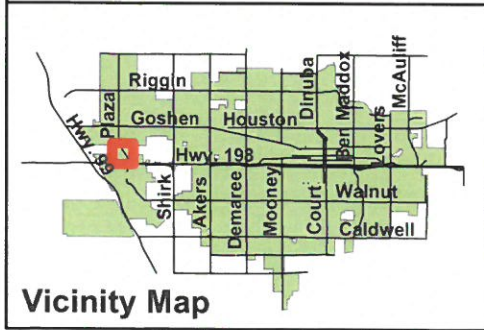 Riggin
Goshen
Houston
Hwy. 198
Hwy. 99
Plaza
Shirk
Akers
Demaree
Mooney
Court
Dinuba
Ben Maddox
Lovers
McAuliff
Walnut
Caldwell
Vicinity Map